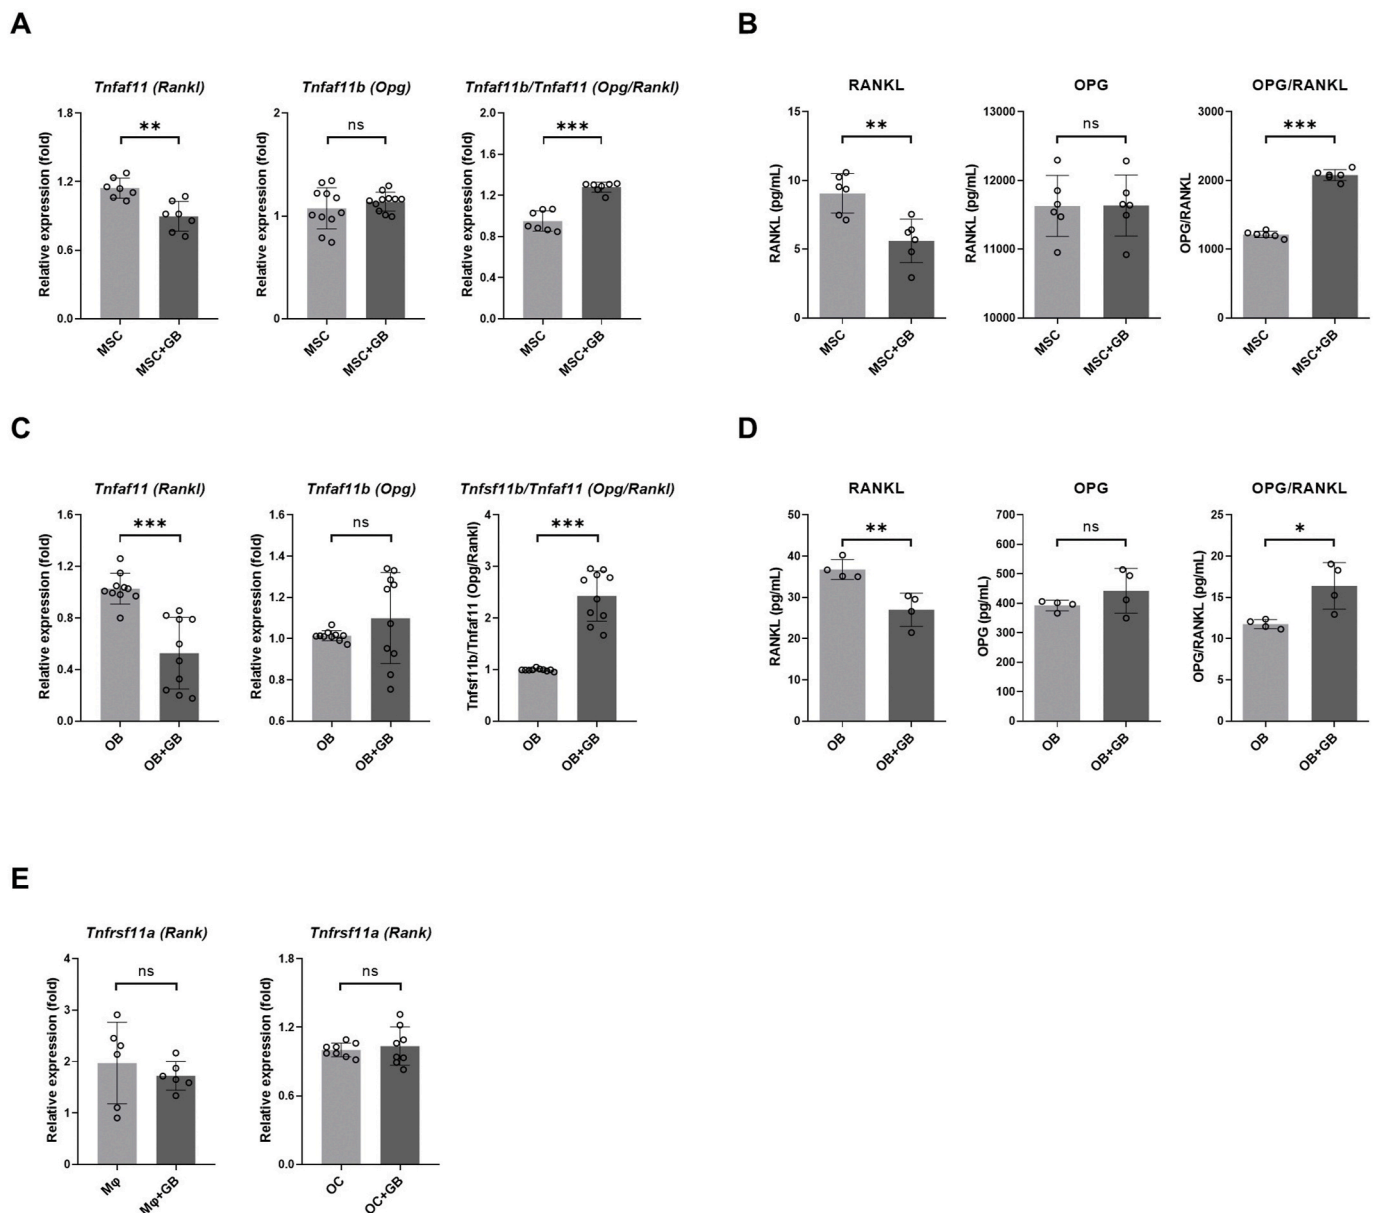 A
B
Tnfaf11 (Rankl)
Tnfaf11b (Opg)
Tnfaf11b/Tnfaf11 (Opg/Rankl)
RANKL
OPG
OPG/RANKL
Relative expression (fold)
1.8
1.2
0.6
0.0
**
MSC
MSC+GB
Relative expression (fold)
2
1
0
ns
MSC
MSC+GB
Relative expression (fold)
2.0
1.6
1.2
0.8
0.4
0.0
***
MSC
MSC+GB
RANKL (pg/mL)
15
10
5
0
**
MSC
MSC+GB
RANKL (pg/mL)
13000
12000
11000
10000
ns
MSC
MSC+GB
OPG/RANKL
3000
2000
1000
0
***
MSC
MSC+GB
C
D
Tnfaf11 (Rankl)
Tnfaf11b (Opg)
Tnfsf11b/Tnfaf11 (Opg/Rankl)
RANKL
OPG
OPG/RANKL
Relative expression (fold)
1.6
1.2
0.8
0.4
0.0
***
OB
OB+GB
Relative expression (fold)
1.6
1.4
1.2
1.0
0.8
0.6
ns
OB
OB+GB
Tnfsf11b/Tnfaf11 (Opg/Rankl)
4
3
2
1
0
***
OB
OB+GB
RANKL (pg/mL)
50
40
30
20
10
0
**
OB
OB+GB
OPG (pg/mL)
700
600
500
400
300
200
100
0
ns
OB
OB+GB
OPG/RANKL (pg/mL)
25
20
15
10
5
0
*
OB
OB+GB
E
Tnfrsf11a (Rank)
Tnfrsf11a (Rank)
Relative expression (fold)
4
3
2
1
0
ns
Mφ
Mφ+GB
Relative expression (fold)
1.8
1.2
0.6
0.0
ns
OC
OC+GB